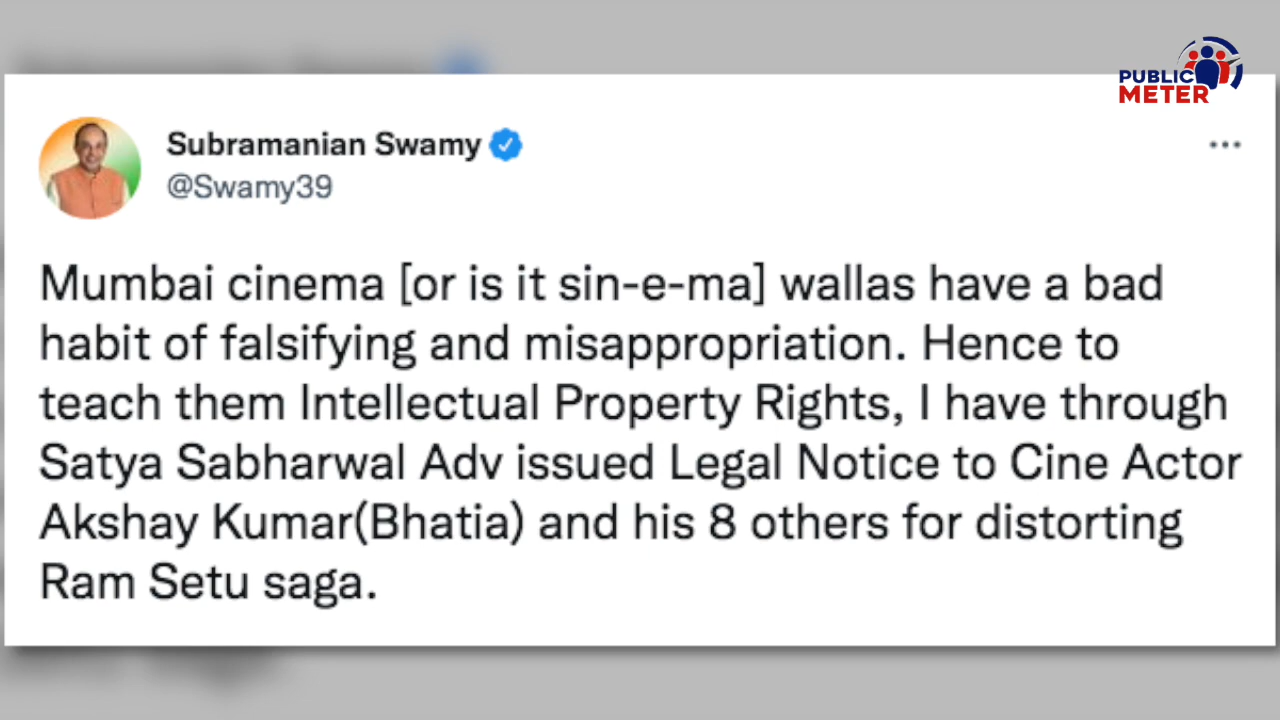 PUBLIC
METER
Subramanian Swamy
@Swamy39
Mumbai cinema [or is it sin-e-ma] wallas have a bad
habit of falsifying and misappropriation. Hence to
teach them Intellectual Property Rights, I have through
Satya Sabharwal Adv issued Legal Notice to Cine Actor
Akshay Kumar(Bhatia) and his 8 others for distorting
Ram Setu saga.